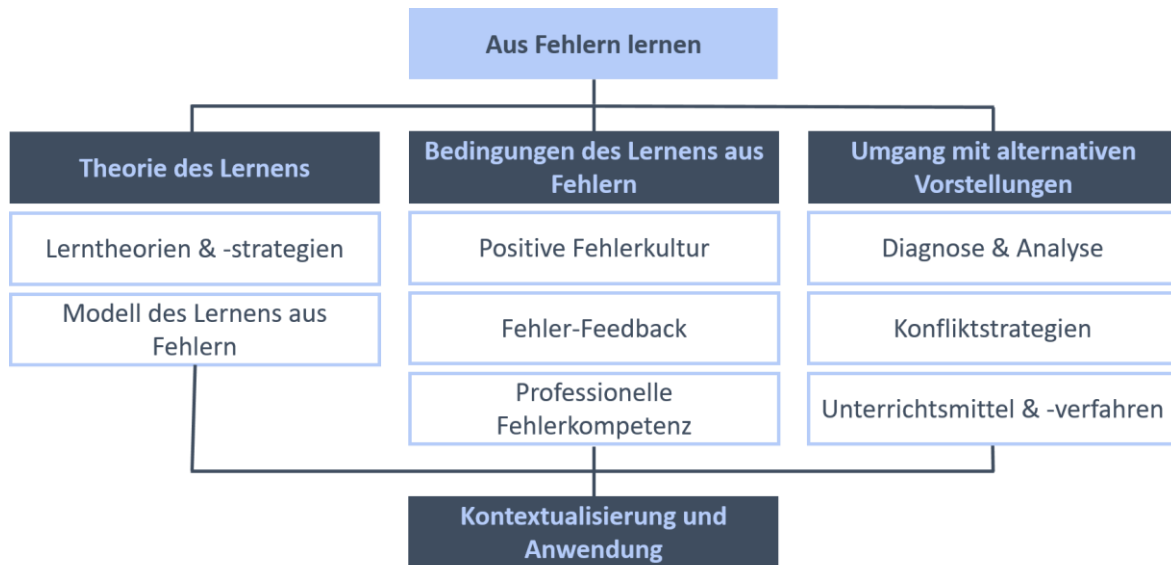 Aus Fehlern lernen
Theorie des Lernens
Lerntheorien & -strategien
Modell des Lernens aus
Fehlern
Bedingungen des Lernens aus
Fehlern
Positive Fehlerkultur
Fehler-Feedback
Professionelle
Fehlerkompetenz
Umgang mit alternativen
Vorstellungen
Diagnose & Analyse
Konfliktstrategien
Unterrichtsmittel & -verfahren
Kontextualisierung und
Anwendung